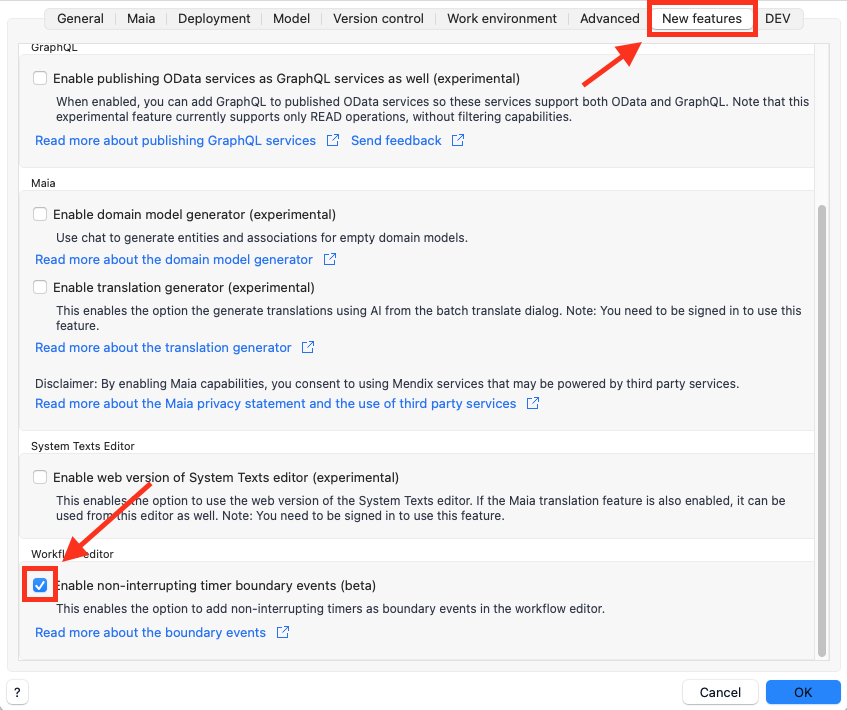 General Maia Deployment Model Version control Work environment Advanced New features DEV
GraphQL
Enable publishing OData services as GraphQL services as well (experimental)
When enabled, you can add GraphQL to published OData services so these services support both OData and GraphQL. Note that this
experimental feature currently supports only READ operations, without filtering capabilities.
Read more about publishing GraphQL services Send feedback
Maia
Enable domain model generator (experimental)
Use chat to generate entities and associations for empty domain models.
Read more about the domain model generator
Enable translation generator (experimental)
This enables the option the generate translations using AI from the batch translate dialog. Note: You need to be signed in to use this
feature.
Read more about the translation generator
Disclaimer: By enabling Maia capabilities, you consent to using Mendix services that may be powered by third party services.
Read more about the Maia privacy statement and the use of third party services
System Texts Editor
Enable web version of System Texts editor (experimental)
This enables the option to use the web version of the System Texts editor. If the Maia translation feature is also enabled, it can be
used from this editor as well. Note: You need to be signed in to use this feature.
Workflow editor
Enable non-interrupting timer boundary events (beta)
This enables the option to add non-interrupting timers as boundary events in the workflow editor.
Read more about the boundary events
? Cancel OK